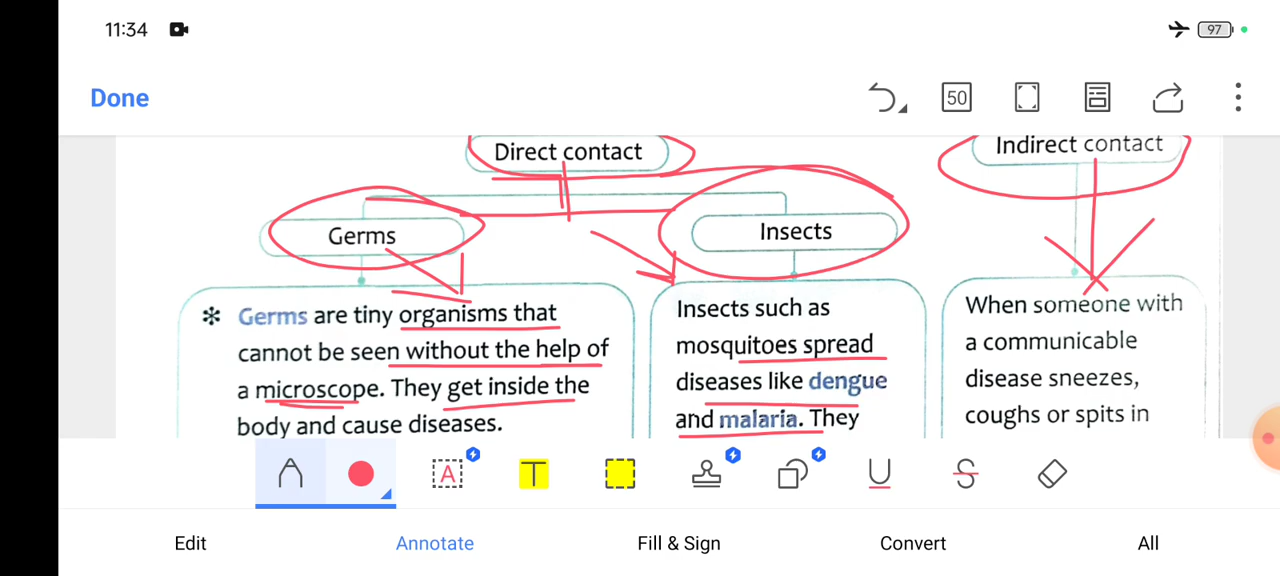 11:34
97
Done
50
Direct contact
Indirect contact
Germs
Insects
* Germs are tiny organisms that
cannot be seen without the help of
a microscope. They get inside the
body and cause diseases.
Insects such as
mosquitoes spread
diseases like dengue
and malaria. They
When someone with
a communicable
disease sneezes,
coughs or spits in
A
T
U
S
Edit
Annotate
Fill & Sign
Convert
All